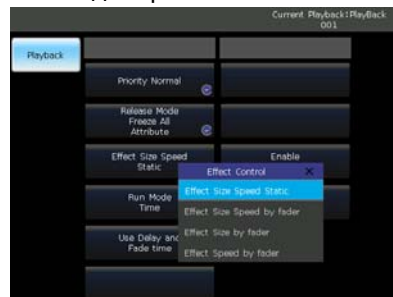 Current Playback:PlayBack
001
Playback
Priority Normal
Release Mode
Freeze All
Attribute
Effect Size Speed
Static
Enable
Effect Control X
Effect Size Speed Static
Run Mode
Time
Effect Size Speed by fader
Effect Size by fader
Use Delay and
Fade time
Effect Speed by fader